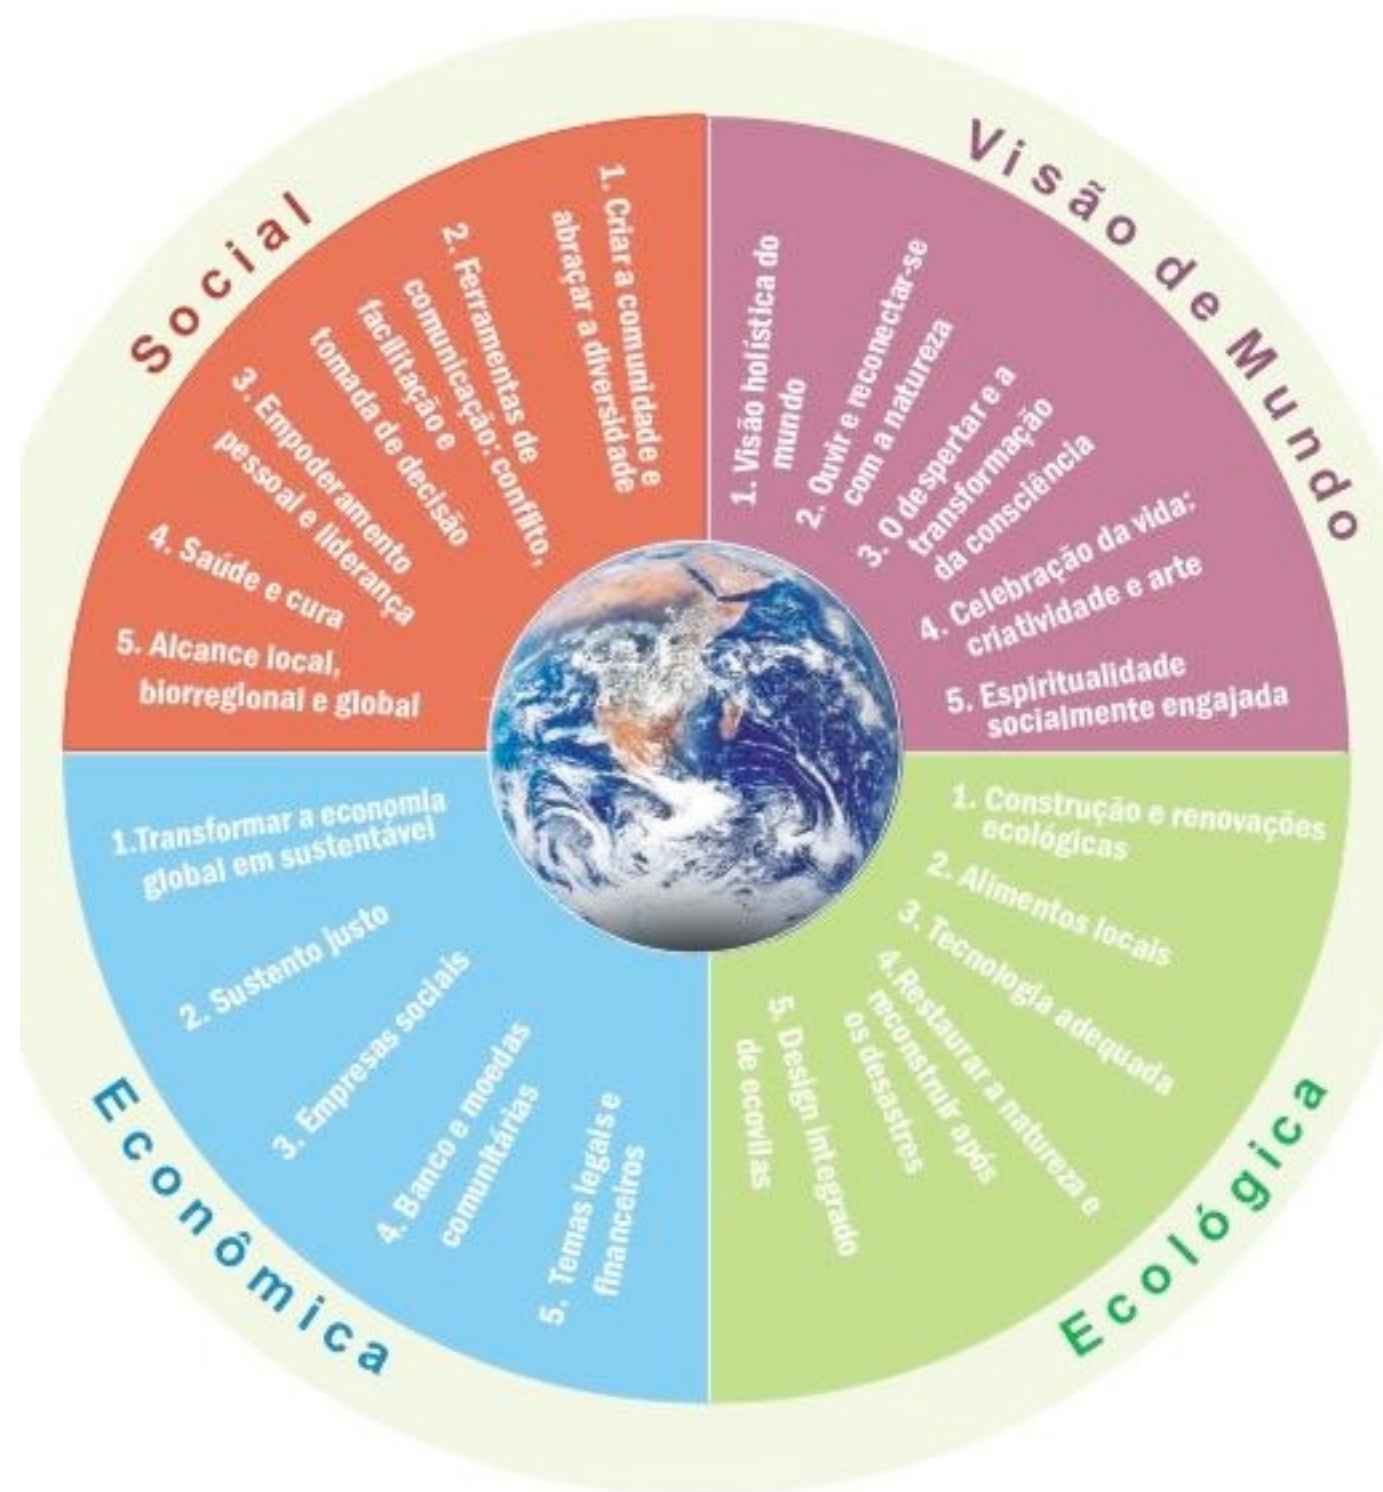 Social
1. Criar a comunidade e
abraçar a diversidade
2. Ferramentas de
comunicação: conflito,
facilitação e
tomada de decisão
3. Empoderamento
pessoal e liderança
4. Saúde e cura
5. Alcance local,
biorregional e global
Visão de Mundo
1. Visão holística do
mundo
2. Ouvir e reconectar-se
com a natureza
3. O despertar e a
transformação
da consciência
4. Celebração da vida:
criatividade e arte
5. Espiritualidade
socialmente engajada
Econômica
1.Transformar a economia
global em sustentável
2. Sustento justo
3. Empresas sociais
4. Banco e moedas
comunitárias
5. Temas legais e
financeiros
Ecológica
1. Construção e renovações
ecológicas
2. Alimentos locais
3. Tecnologia adequada
4.Restaurar a natureza e
reconstruir após
os desastres
5. Design integrado
de ecovilas